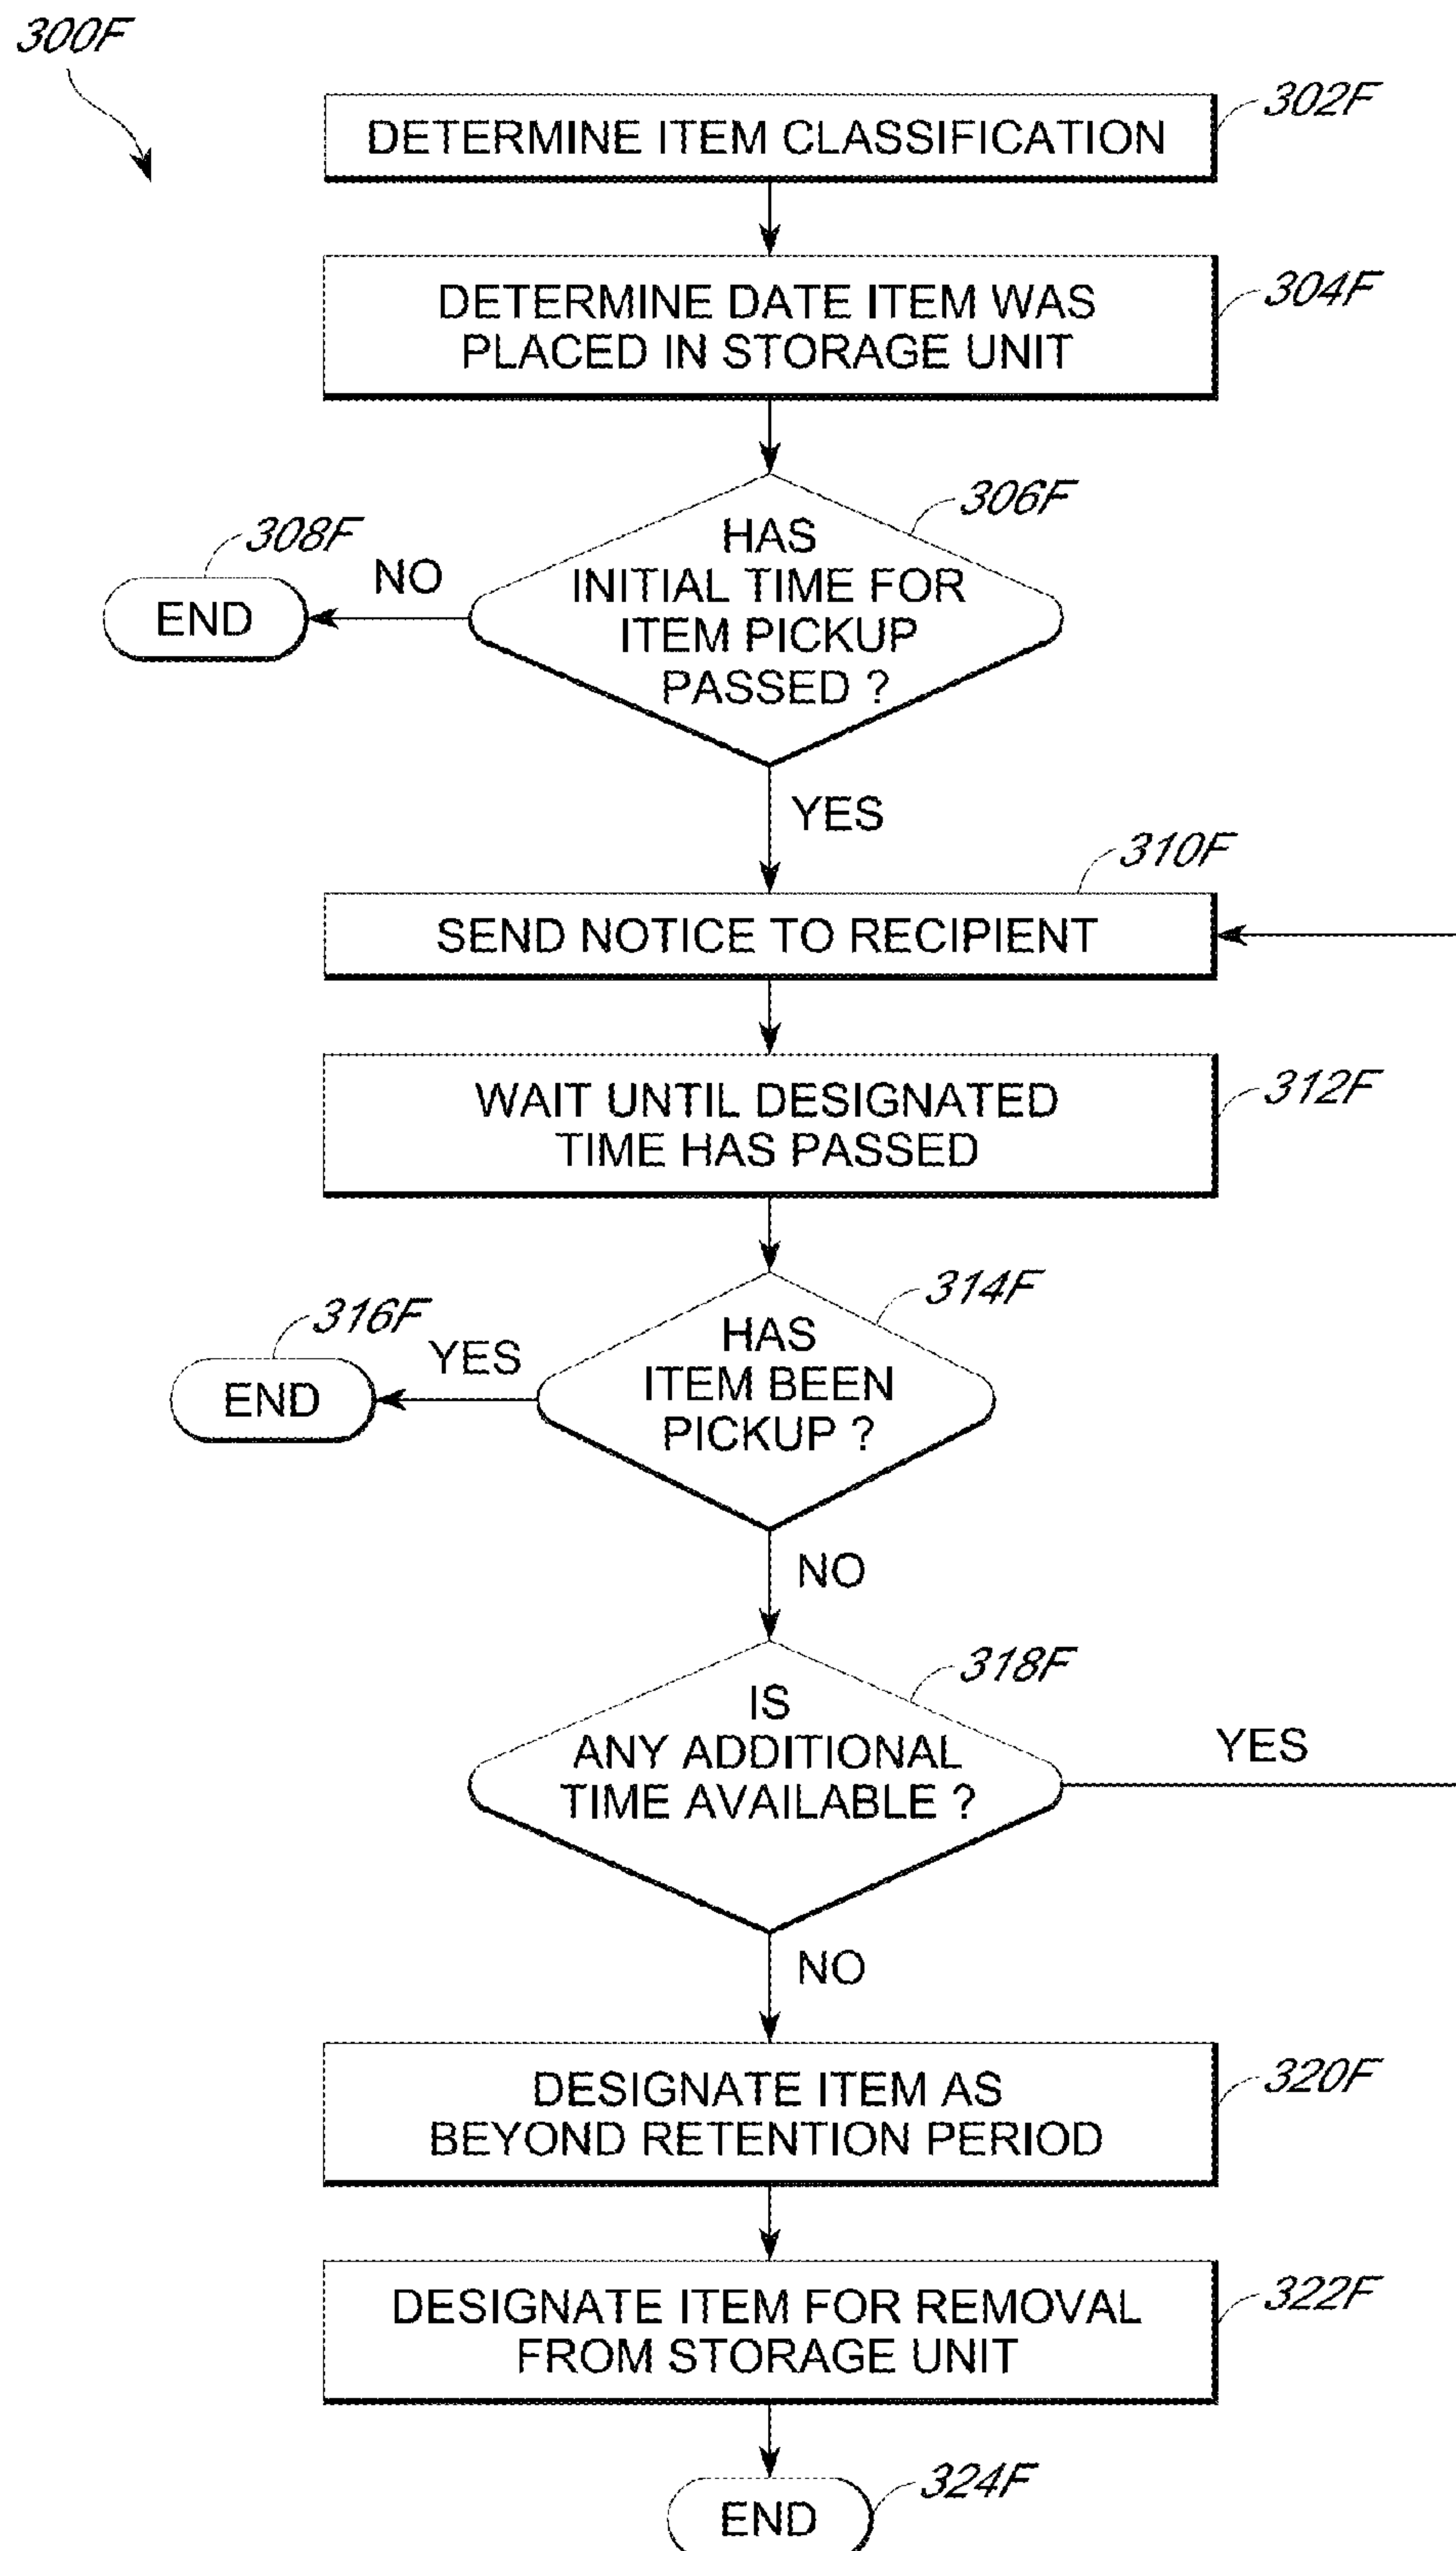 300F
302F
DETERMINE ITEM CLASSIFICATION
304F
DETERMINE DATE ITEM WAS
PLACED IN STORAGE UNIT
306F
HAS
INITIAL TIME FOR
ITEM PICKUP
PASSED ?
308F
NO
END
YES
310F
SEND NOTICE TO RECIPIENT
312F
WAIT UNTIL DESIGNATED
TIME HAS PASSED
314F
HAS
ITEM BEEN
PICKUP ?
316F
YES
END
NO
318F
IS
ANY ADDITIONAL
TIME AVAILABLE ?
YES
NO
320F
DESIGNATE ITEM AS
BEYOND RETENTION PERIOD
322F
DESIGNATE ITEM FOR REMOVAL
FROM STORAGE UNIT
324F
END